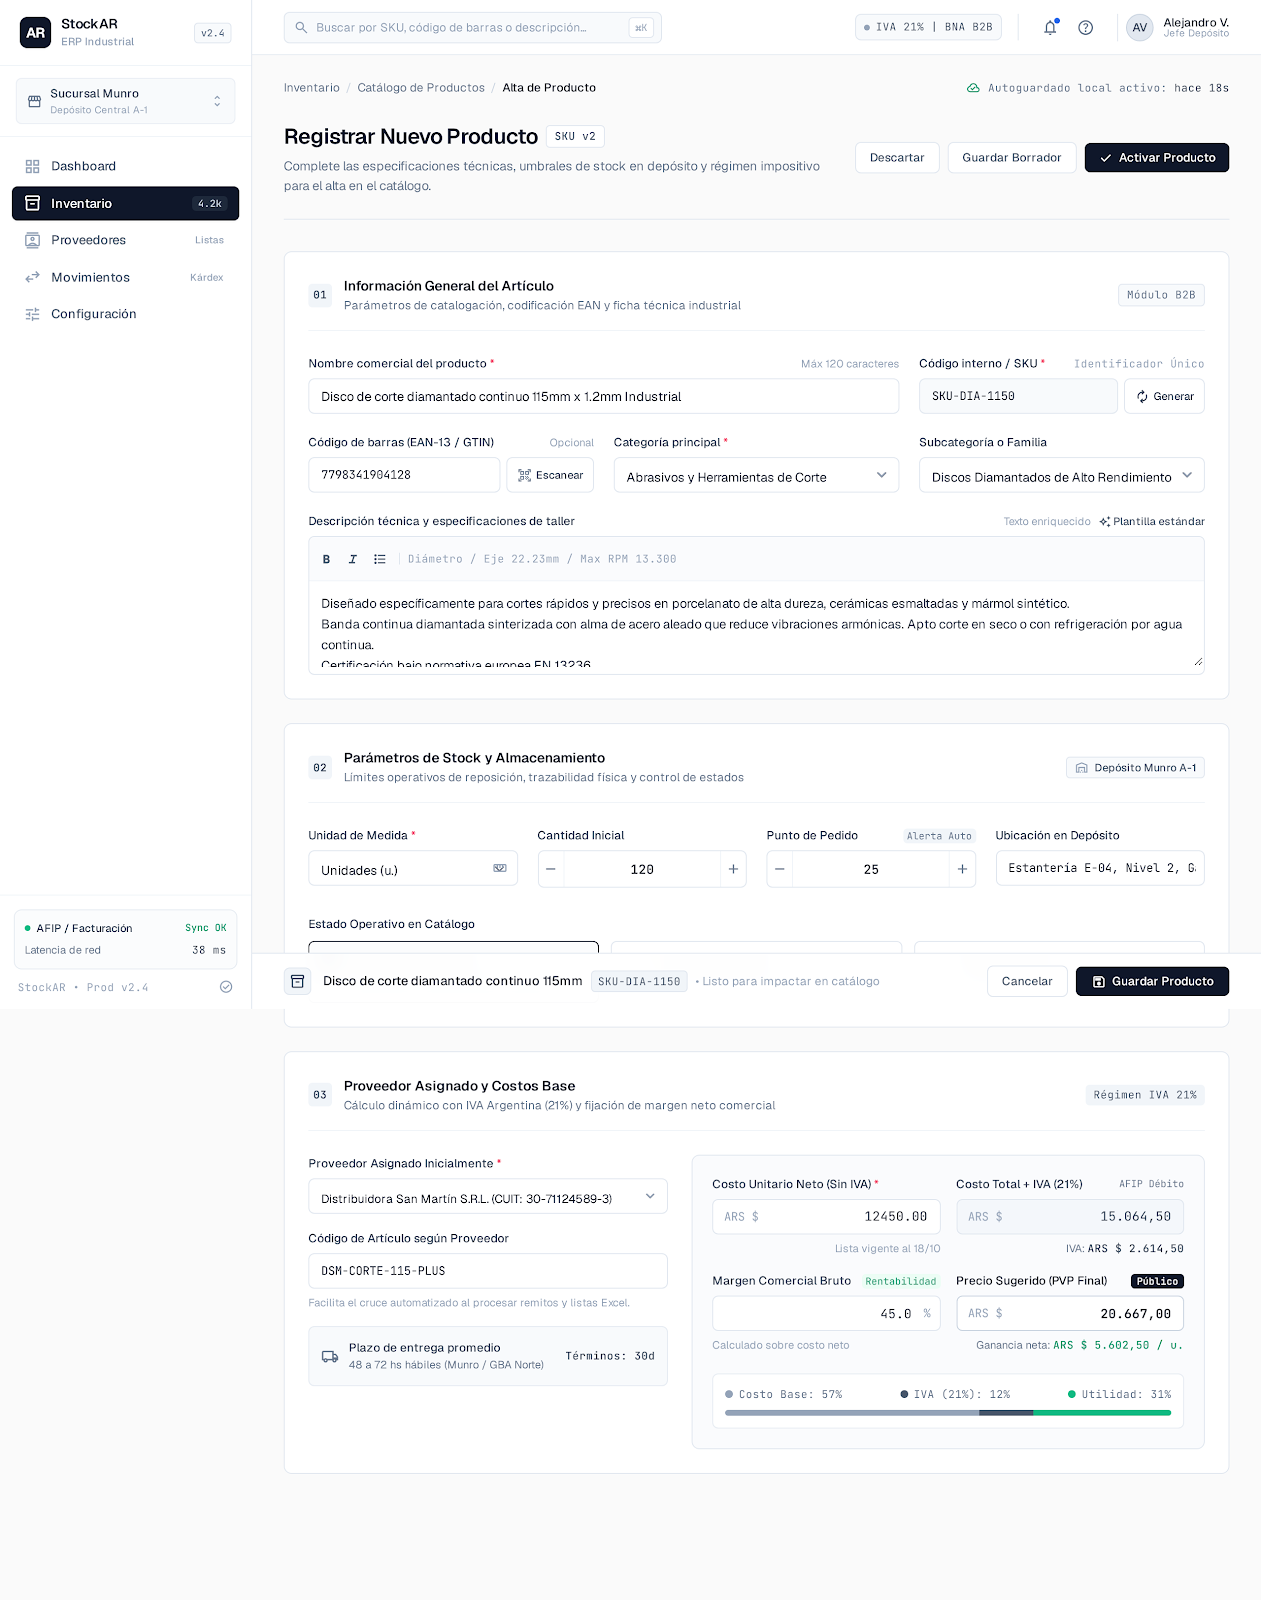 AR
StockAR
ERP Industrial
v2.4
Buscar por SKU, código de barras o descripción...
⌘K
IVA 21% | BNA B2B
AV
Alejandro V.
Jefe Depósito
Sucursal Munro
Depósito Central A-1
Dashboard
Inventario
4.2k
Proveedores
Listas
Movimientos
Kárdex
Configuración
AFIP / Facturación
Sync OK
Latencia de red
38 ms
StockAR • Prod v2.4
Inventario / Catálogo de Productos / Alta de Producto
Autoguardado local activo: hace 18s
Registrar Nuevo Producto
SKU v2
Complete las especificaciones técnicas, umbrales de stock en depósito y régimen impositivo
para el alta en el catálogo.
Descartar
Guardar Borrador
Activar Producto
01
Información General del Artículo
Parámetros de catalogación, codificación EAN y ficha técnica industrial
Módulo B2B
Nombre comercial del producto *
Máx 120 caracteres
Disco de corte diamantado continuo 115mm x 1.2mm Industrial
Código interno / SKU *
Identificador Único
SKU-DIA-1150
Generar
Código de barras (EAN-13 / GTIN)
Opcional
7798341904128
Escanear
Categoría principal *
Abrasivos y Herramientas de Corte
Subcategoría o Familia
Discos Diamantados de Alto Rendimiento
Descripción técnica y especificaciones de taller
Texto enriquecido
Plantilla estándar
B
I
Diámetro / Eje 22.23mm / Max RPM 13.300
Diseñado específicamente para cortes rápidos y precisos en porcelanato de alta dureza, cerámicas esmaltadas y mármol sintético.
Banda continua diamantada sinterizada con alma de acero aleado que reduce vibraciones armónicas. Apto corte en seco o con refrigeración por agua
continua.
Certificación bajo normativa europea EN 13236.
02
Parámetros de Stock y Almacenamiento
Límites operativos de reposición, trazabilidad física y control de estados
Depósito Munro A-1
Unidad de Medida *
Unidades (u.)
Cantidad Inicial
− 120 +
Punto de Pedido
Alerta Auto
− 25 +
Ubicación en Depósito
Estantería E-04, Nivel 2, G
Estado Operativo en Catálogo
Disco de corte diamantado continuo 115mm
SKU-DIA-1150
• Listo para impactar en catálogo
Cancelar
Guardar Producto
03
Proveedor Asignado y Costos Base
Cálculo dinámico con IVA Argentina (21%) y fijación de margen neto comercial
Régimen IVA 21%
Proveedor Asignado Inicialmente *
Distribuidora San Martín S.R.L. (CUIT: 30-71124589-3)
Código de Artículo según Proveedor
DSM-CORTE-115-PLUS
Facilita el cruce automatizado al procesar remitos y listas Excel.
Plazo de entrega promedio
48 a 72 hs hábiles (Munro / GBA Norte)
Términos: 30d
Costo Unitario Neto (Sin IVA) *
ARS $ 12450.00
Lista vigente al 18/10
Costo Total + IVA (21%)
AFIP Débito
ARS $ 15.064,50
IVA: ARS $ 2.614,50
Margen Comercial Bruto
Rentabilidad
45.0 %
Calculado sobre costo neto
Precio Sugerido (PVP Final)
Público
ARS $ 20.667,00
Ganancia neta: ARS $ 5.602,50 / u.
Costo Base: 57%
IVA (21%): 12%
Utilidad: 31%